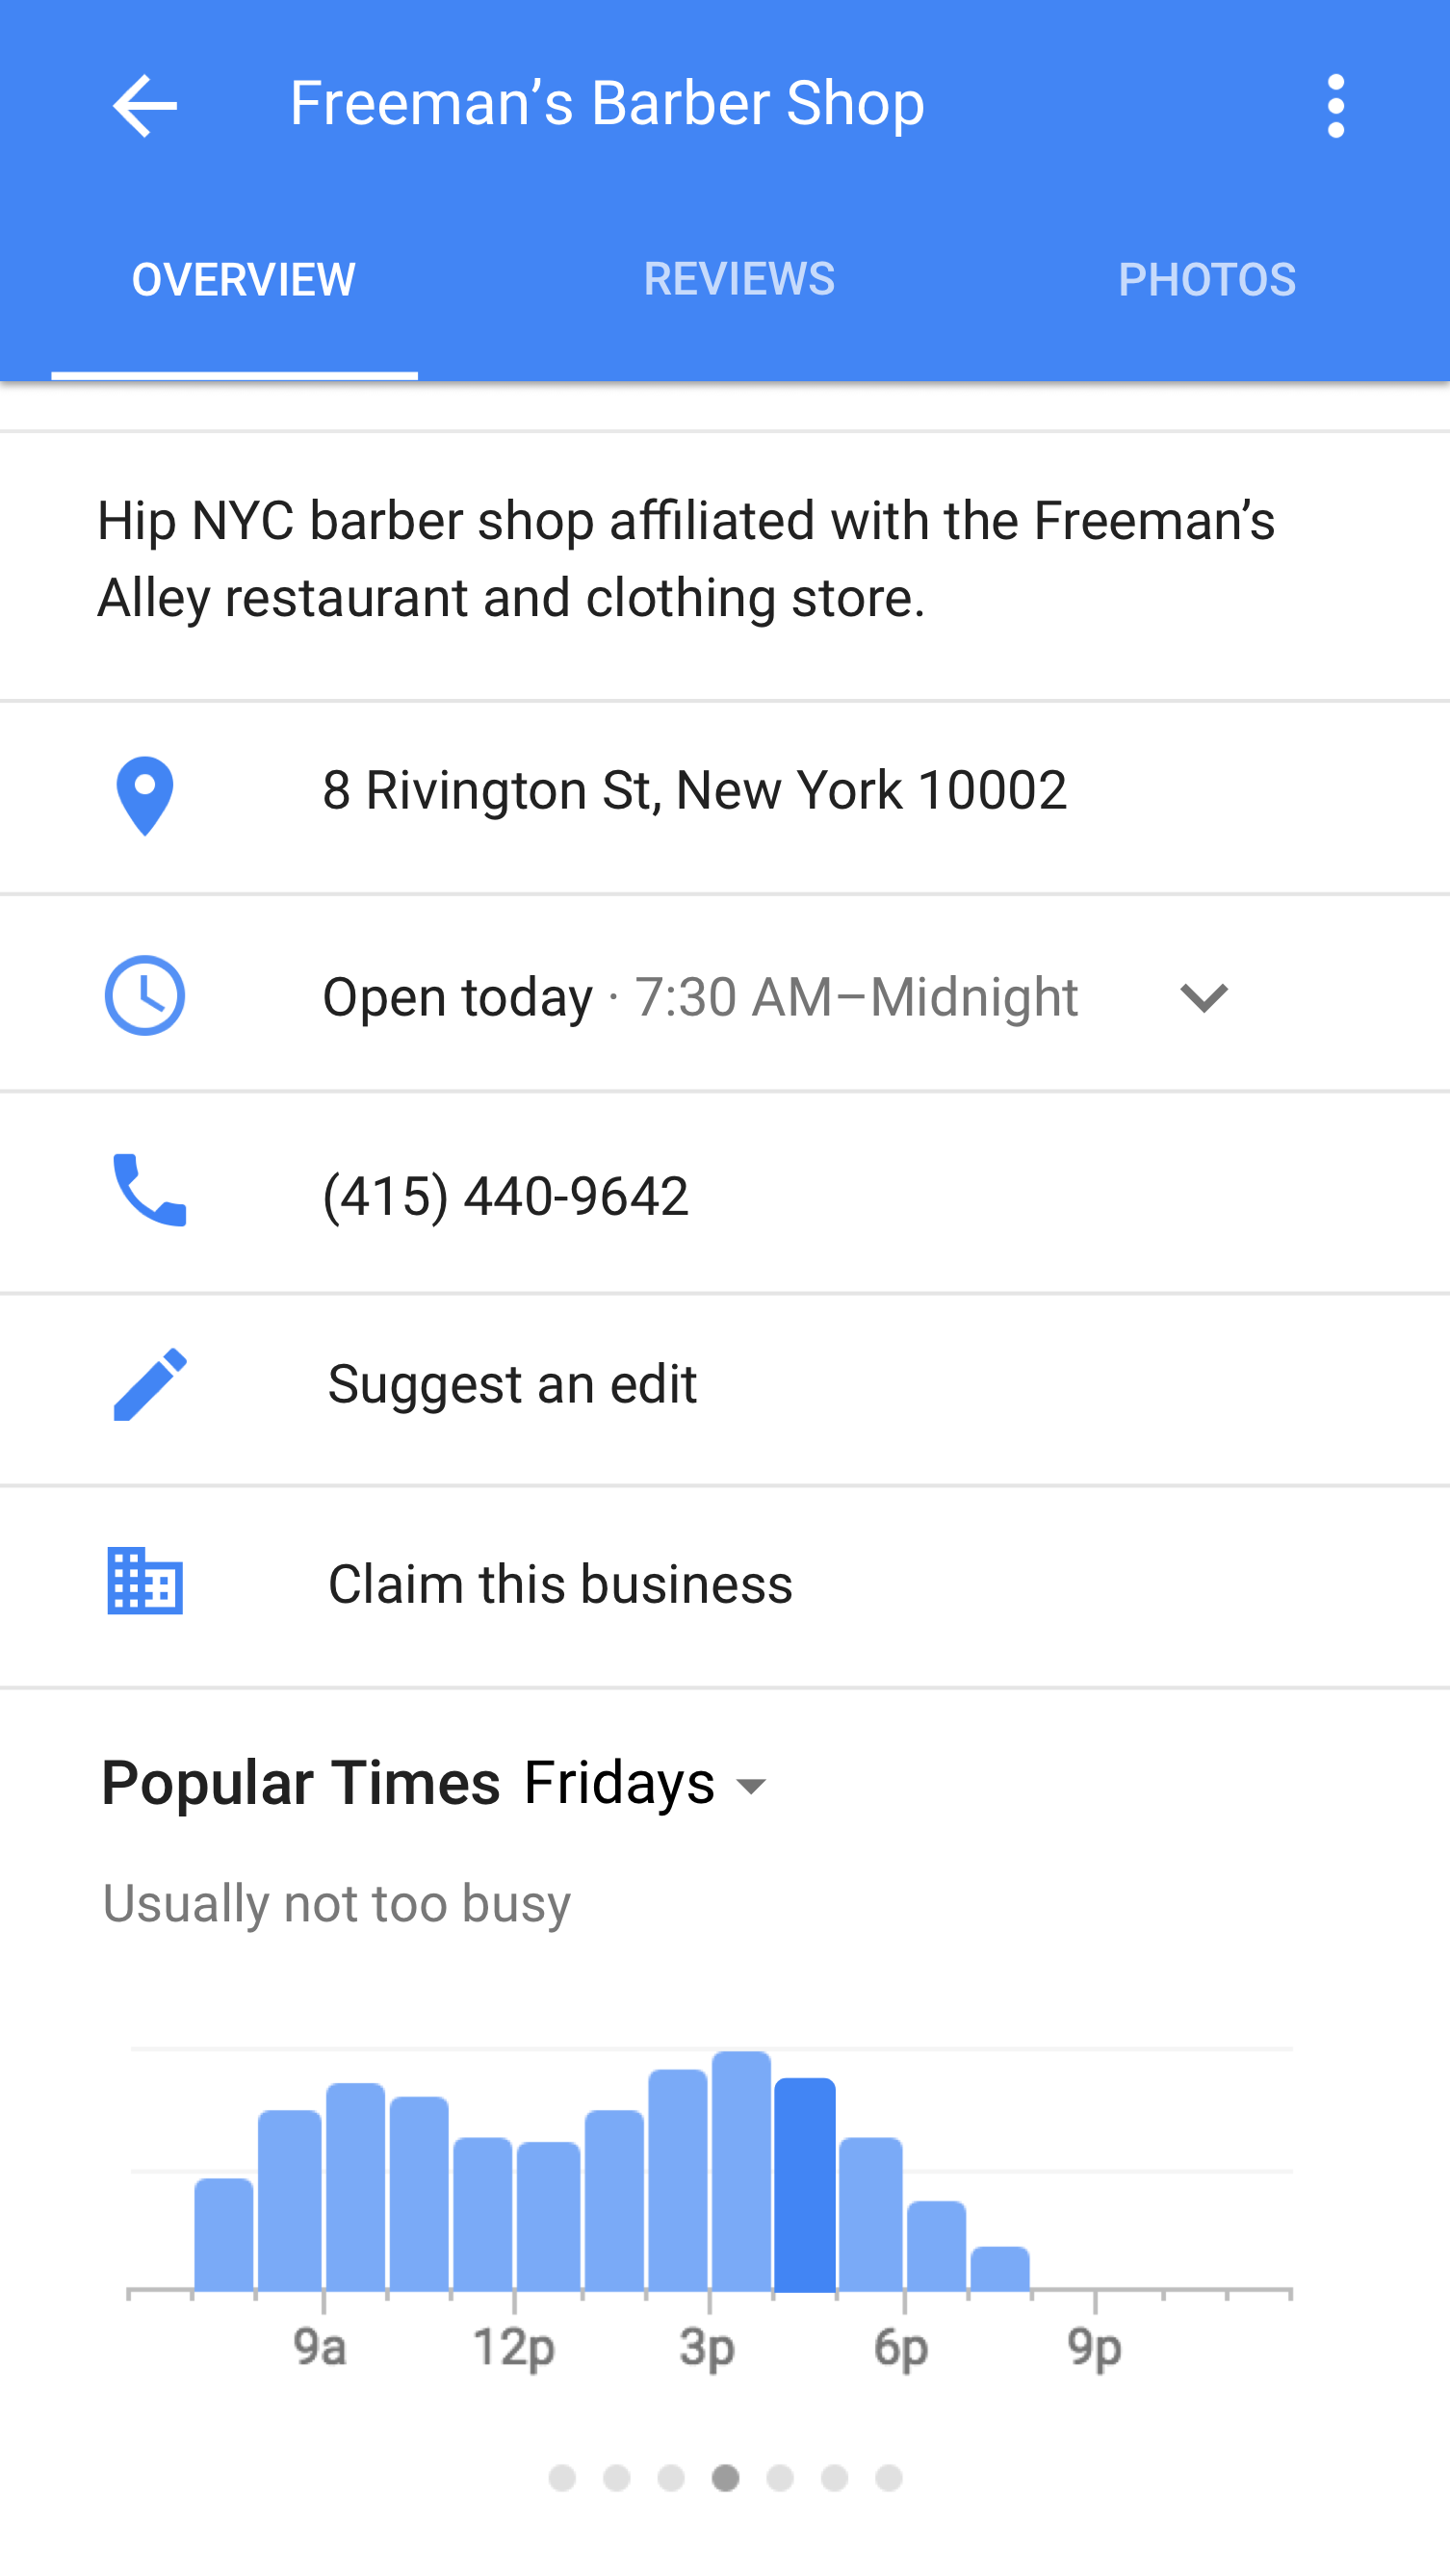 Freeman’s Barber Shop
OVERVIEW REVIEWS PHOTOS
Hip NYC barber shop affiliated with the Freeman’s
Alley restaurant and clothing store.
8 Rivington St, New York 10002
Open today · 7:30 AM–Midnight
(415) 440-9642
Suggest an edit
Claim this business
Popular Times Fridays
Usually not too busy
9a 12p 3p 6p 9p